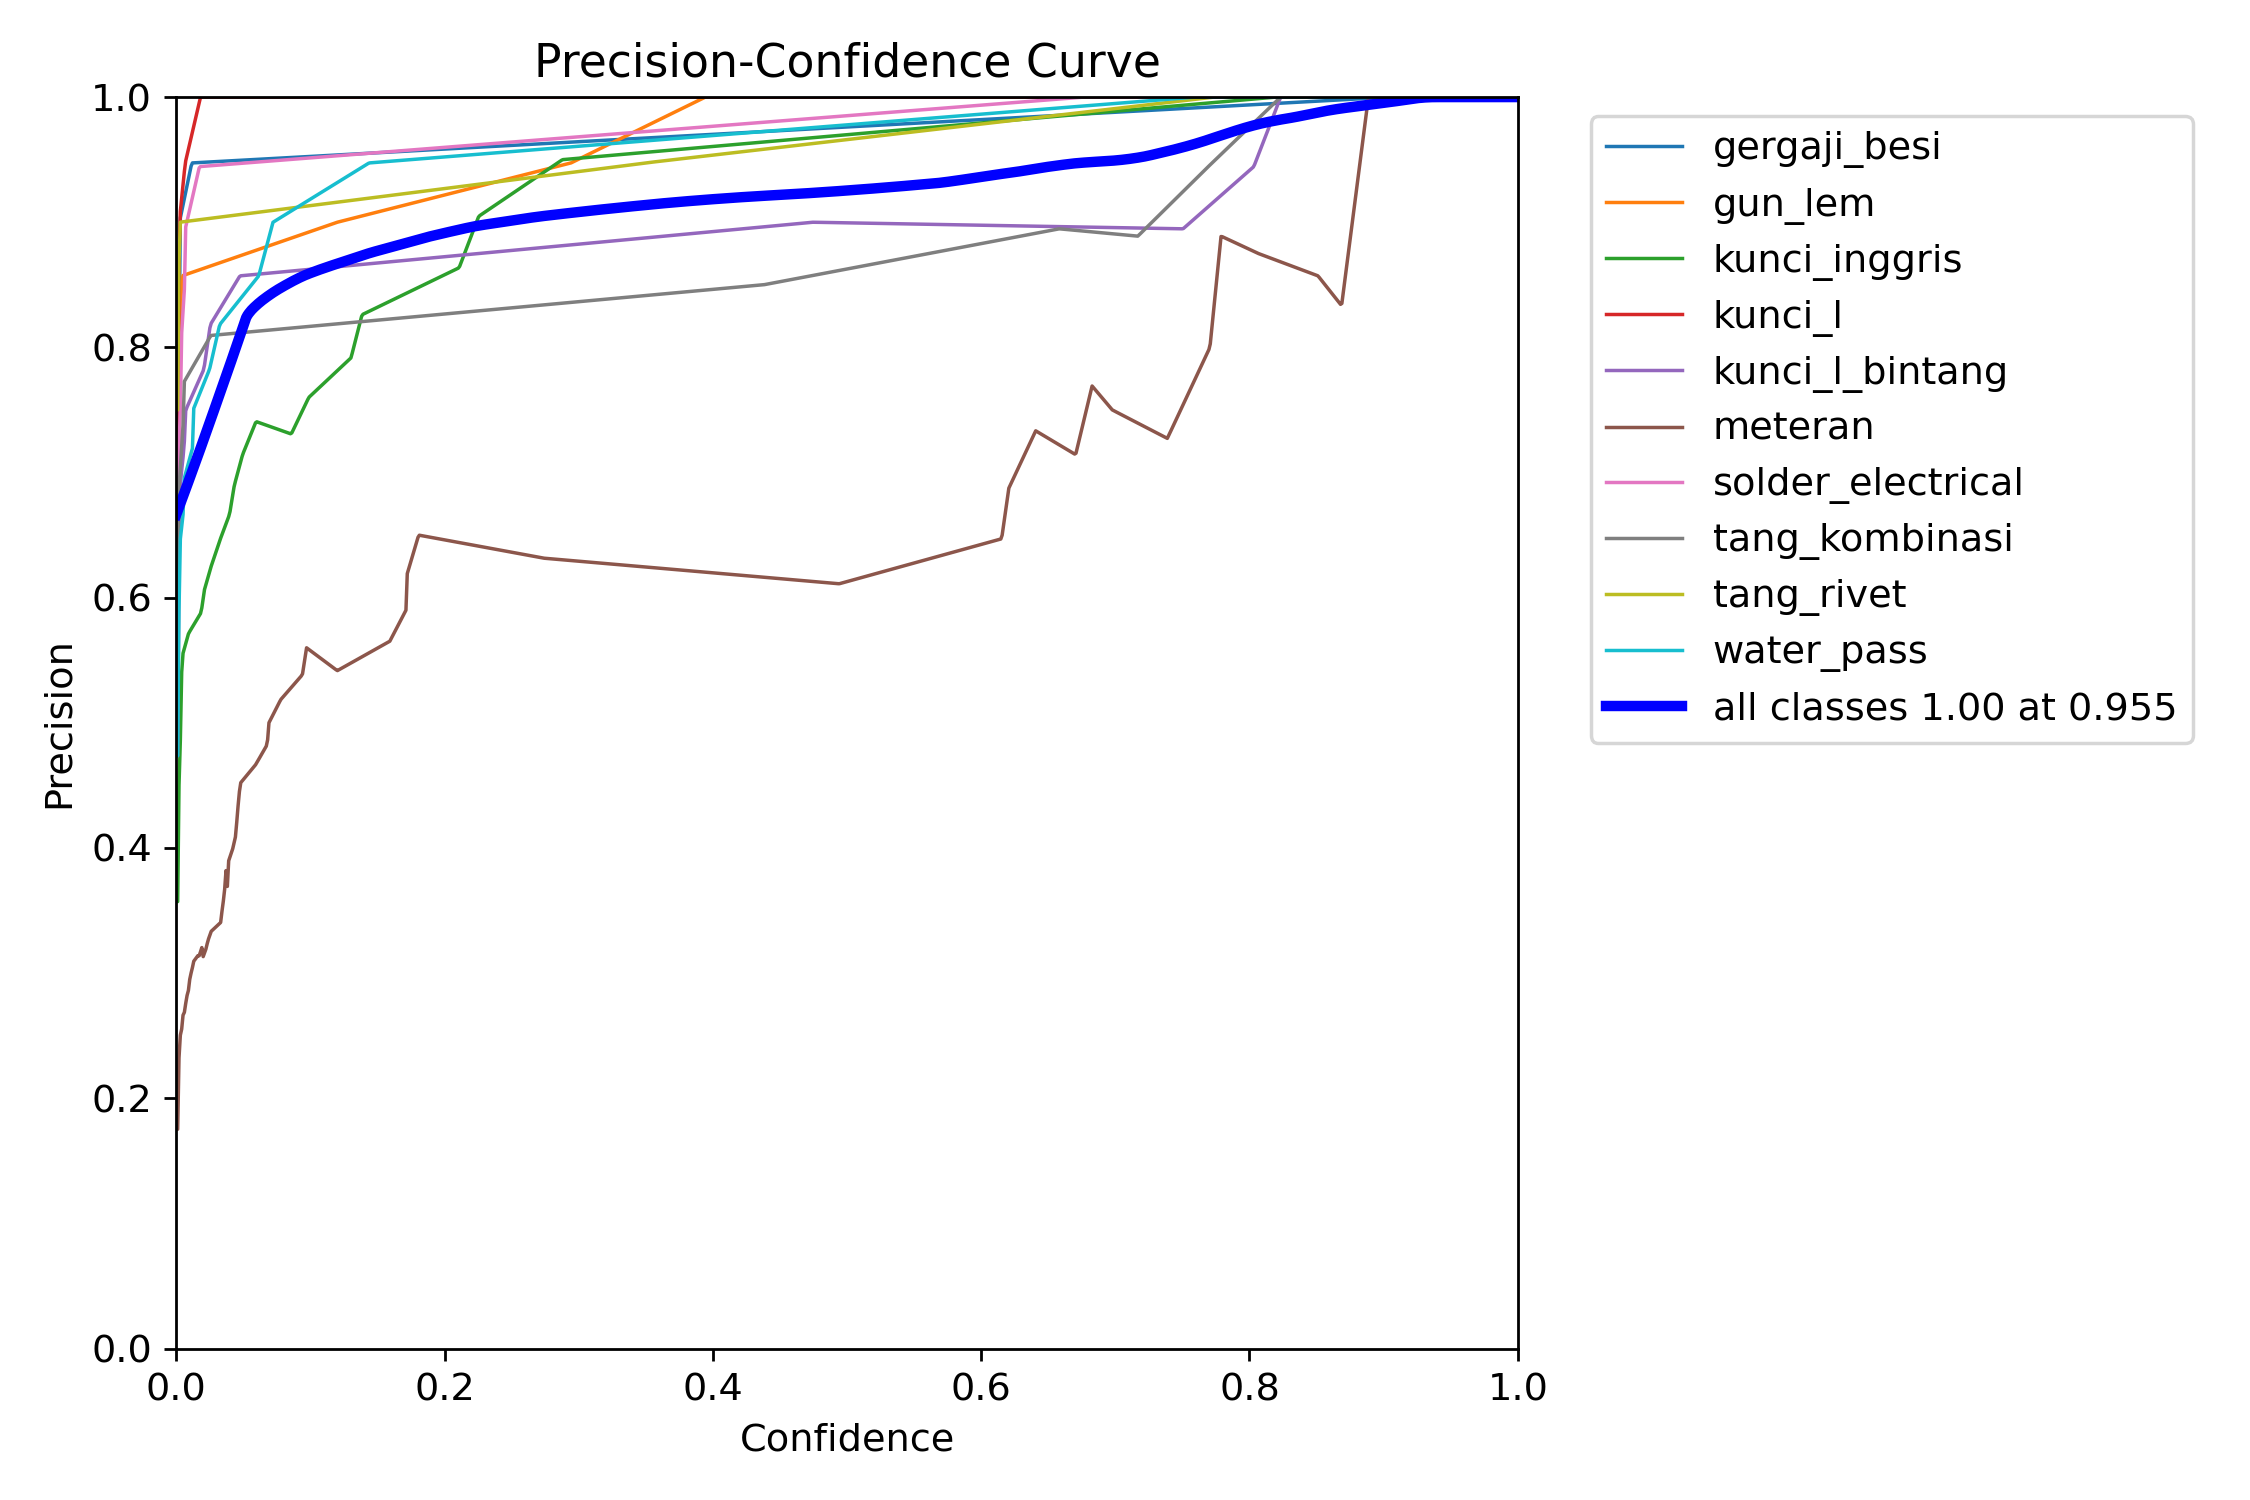 Precision-Confidence Curve
1.0
0.8
0.6
0.4
0.2
0.0
Precision
0.0 0.2 0.4 0.6 0.8 1.0
Confidence
gergaji_besi
gun_lem
kunci_inggris
kunci_l
kunci_l_bintang
meteran
solder_electrical
tang_kombinasi
tang_rivet
water_pass
all classes 1.00 at 0.955